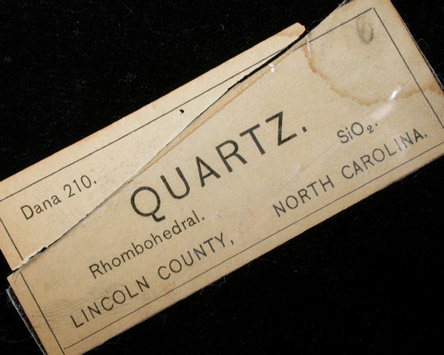 Dana 210.
QUARTZ.
SiO₂.
Rhombohedral.
LINCOLN COUNTY, NORTH CAROLINA.